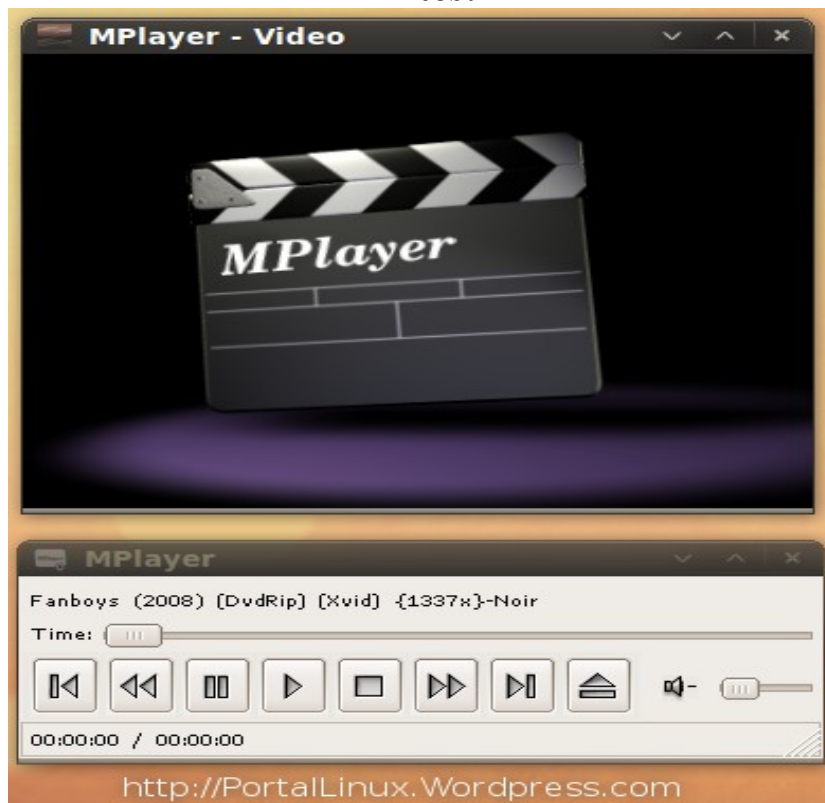 MPlayer - Video
MPlayer
MPlayer
Fanboys (2008) [DvdRip] [Xvid] -{1337x}-Noir
Time:
00:00:00 / 00:00:00
http://PortalLinux.Wordpress.com